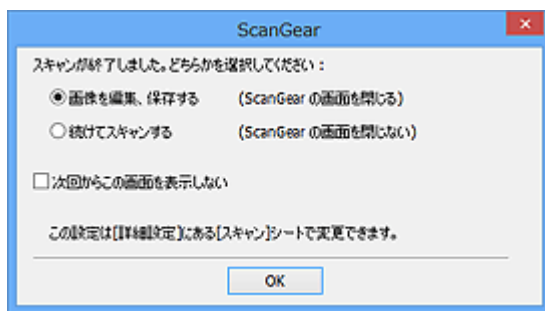 ScanGear
スキャンが終了しました。どちらかを選択してください：
画像を編集、保存する (ScanGear の画面を閉じる)
続けてスキャンする (ScanGear の画面を閉じない)
次回からこの画面を表示しない
この設定は[詳細設定]にある[スキャン]シートで変更できます。
OK